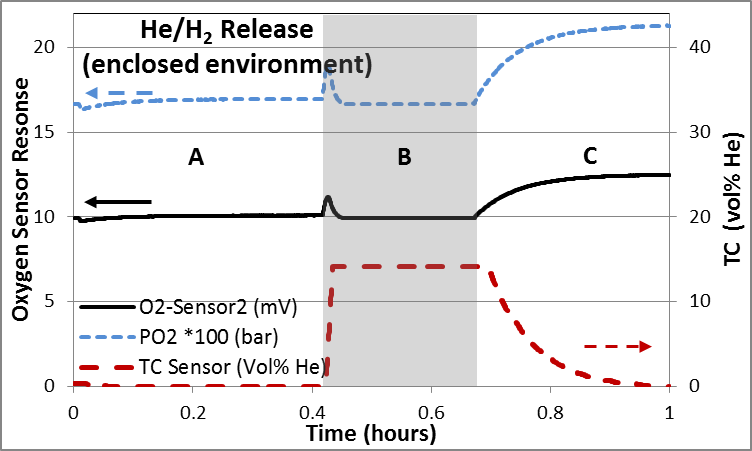 He/H2 Release
(enclosed environment)
20
15
10
5
0
Oxygen Sensor Resonse
40
30
20
10
0
TC (vol% He)
A
B
C
O2-Sensor2 (mV)
PO2 *100 (bar)
TC Sensor (Vol% He)
0
0.2
0.4
0.6
0.8
1
Time (hours)